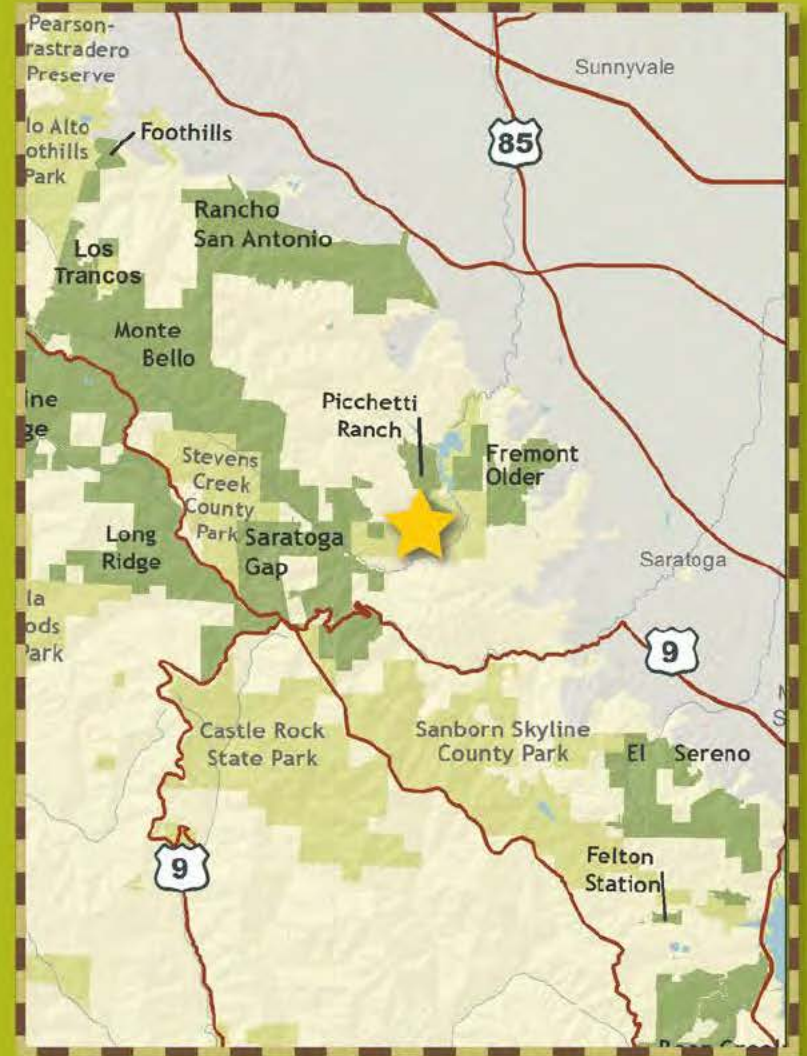 Pearson-
rastradero
Preserve
Sunnyvale
lo Alto
othills
Park
Foothills
85
Rancho
San Antonio
Los
Trancos
Monte
Bello
ine
ge
Picchetti
Ranch
Stevens
Creek
County
Park
Fremont
Older
Long
Ridge
Saratoga
Gap
Saratoga
la
ods
Park
9
Castle Rock
State Park
Sanborn Skyline
County Park
El Sereno
9
Felton
Station